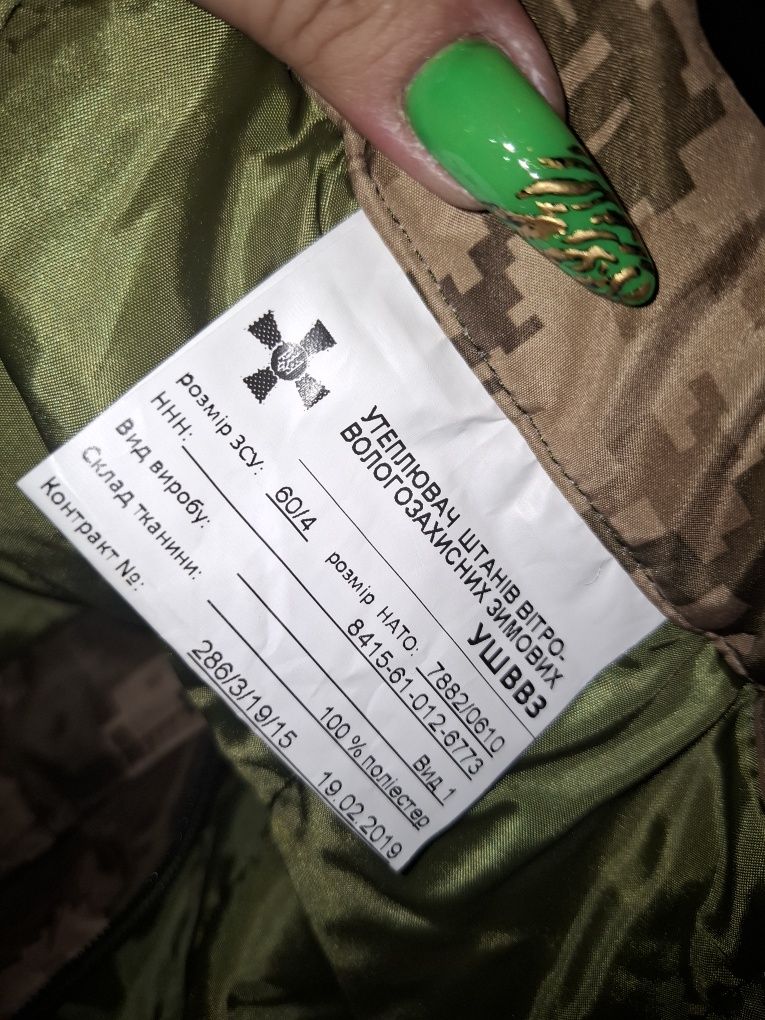 УТЕПЛЮВАЧ ШТАНІВ ВІТРО-
ВОЛОГОЗАХИСНИХ ЗИМОВИХ
УШВВЗ
розмір ЗСУ: 60/4 розмір НАТО: 7882/0610
ННН: 8415-61-012-6773
Вид виробу: Вид 1
Склад тканини: 100 % поліестер
Контракт №: 286/3/19/15 19.02.2019